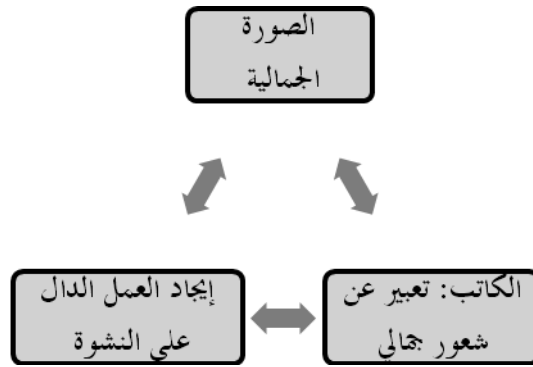 الصورة
الجمالية
الكاتب: تعبير عن
شعور جمالي
إيجاد العمل الدال
على النشوة